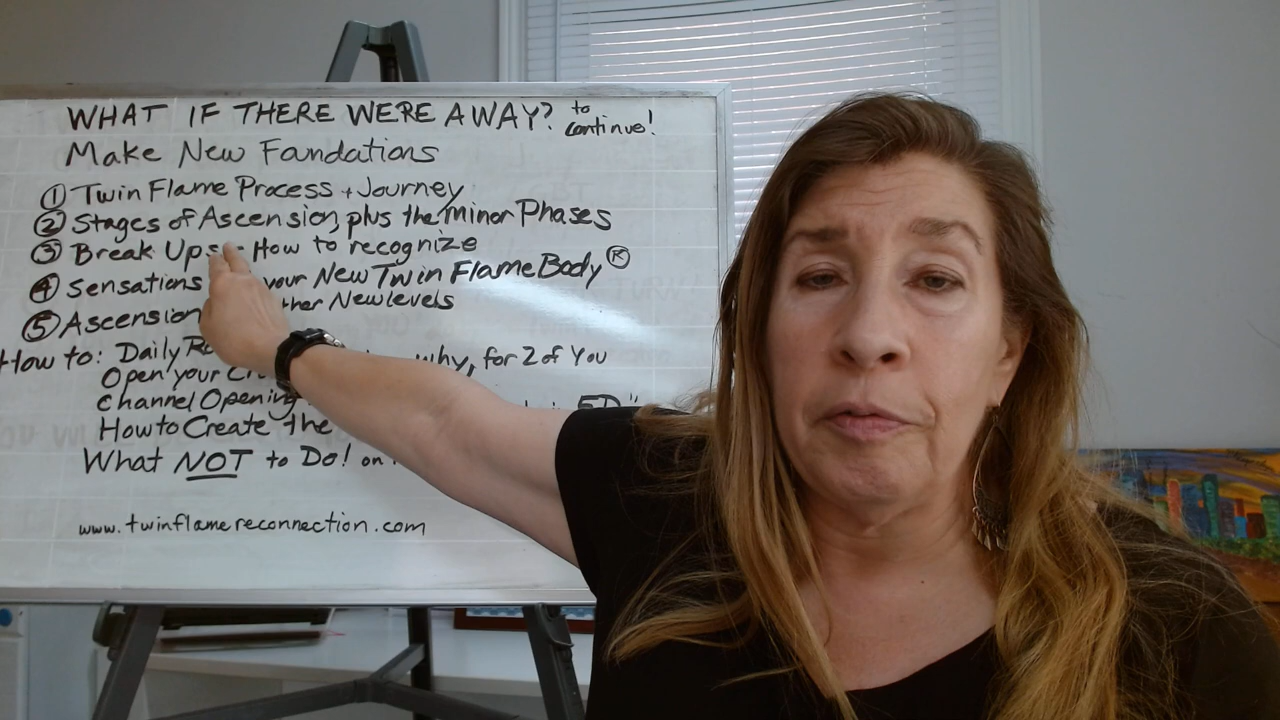 WHAT IF THERE WERE A WAY? to continue!
Make New Foundations
① Twin Flame Process + Journey
② Stages of Ascension, plus the Minor Phases
③ Break Ups - How to recognize
④ Sensations your New Twin Flame Body ®
⑤ Ascension New levels
How to: Daily why, for 2 of You
Open your
Channel Opening 5D"
How to Create the
What NOT to Do! on
www.twinflamereconnection.com